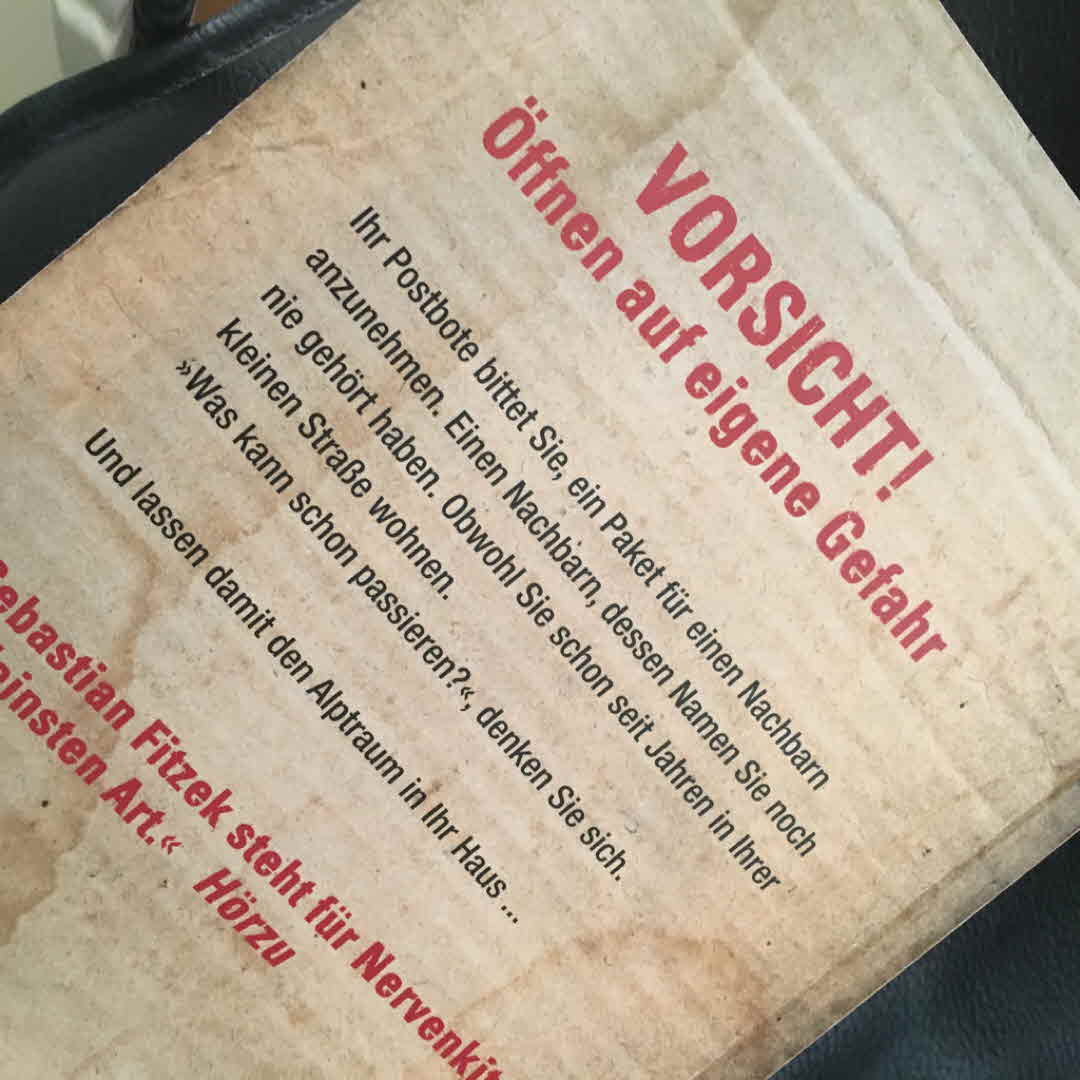 VORSICHT!
Öffnen auf eigene Gefahr
Ihr Postbote bittet Sie, ein Paket für einen Nachbarn
anzunehmen. Einen Nachbarn, dessen Namen Sie noch
nie gehört haben. Obwohl Sie schon seit Jahren in Ihrer
kleinen Straße wohnen.
»Was kann schon passieren?«, denken Sie sich.
Und lassen damit den Alptraum in Ihr Haus ...
Sebastian Fitzek steht für Nervenkit
einsten Art.« Hörzu